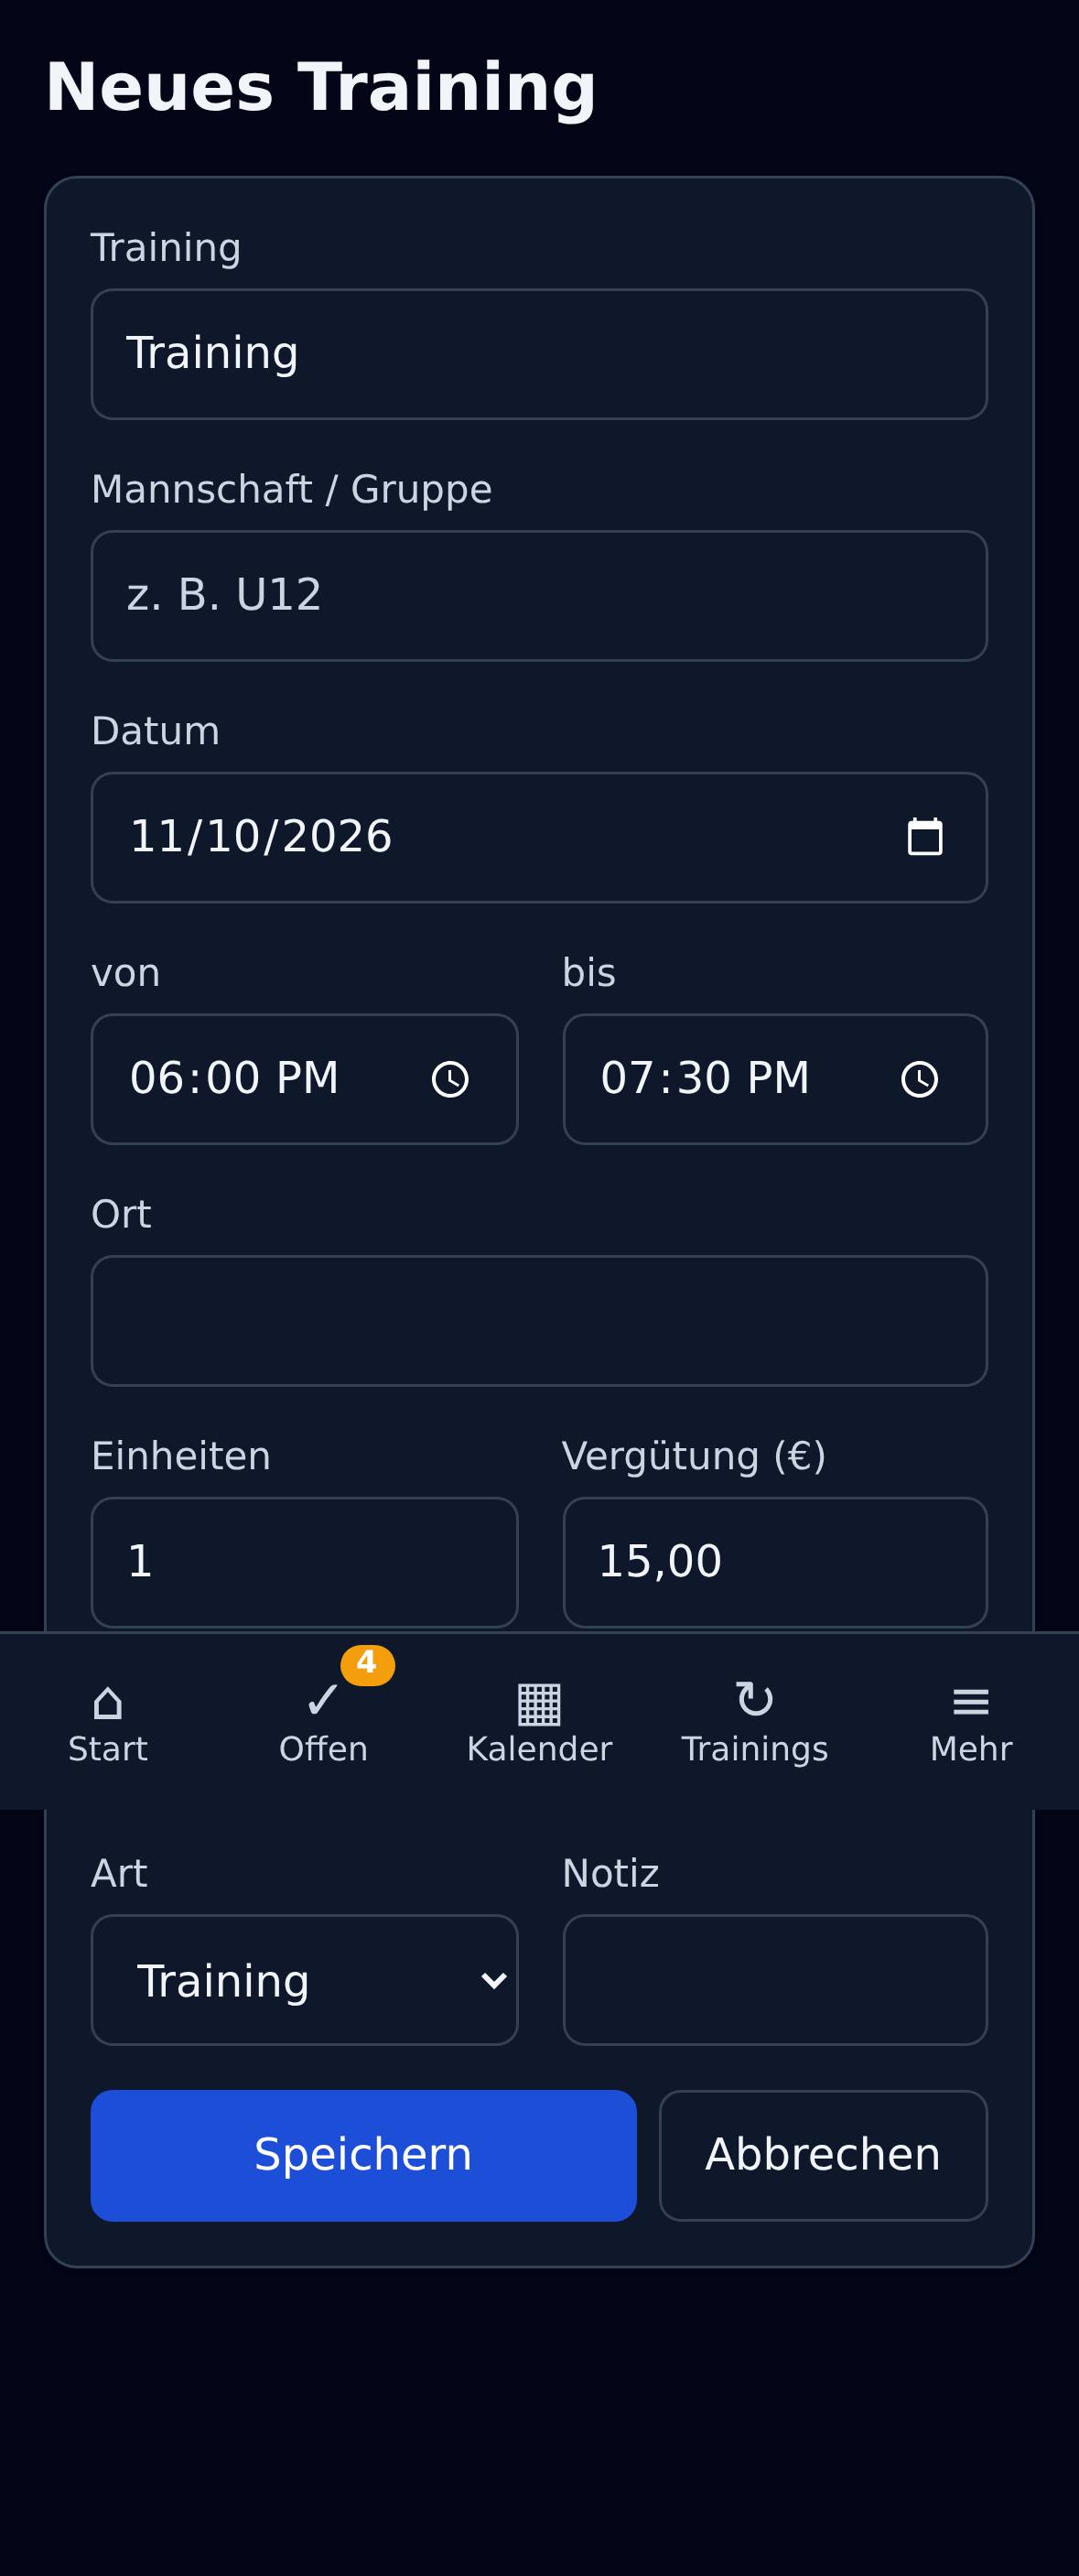 Neues Training
Training
Training
Mannschaft / Gruppe
z. B. U12
Datum
11/10/2026
von bis
06:00 PM 07:30 PM
Ort
Einheiten Vergütung (€)
1 15,00
4
Start Offen Kalender Trainings Mehr
Art Notiz
Training
Speichern Abbrechen